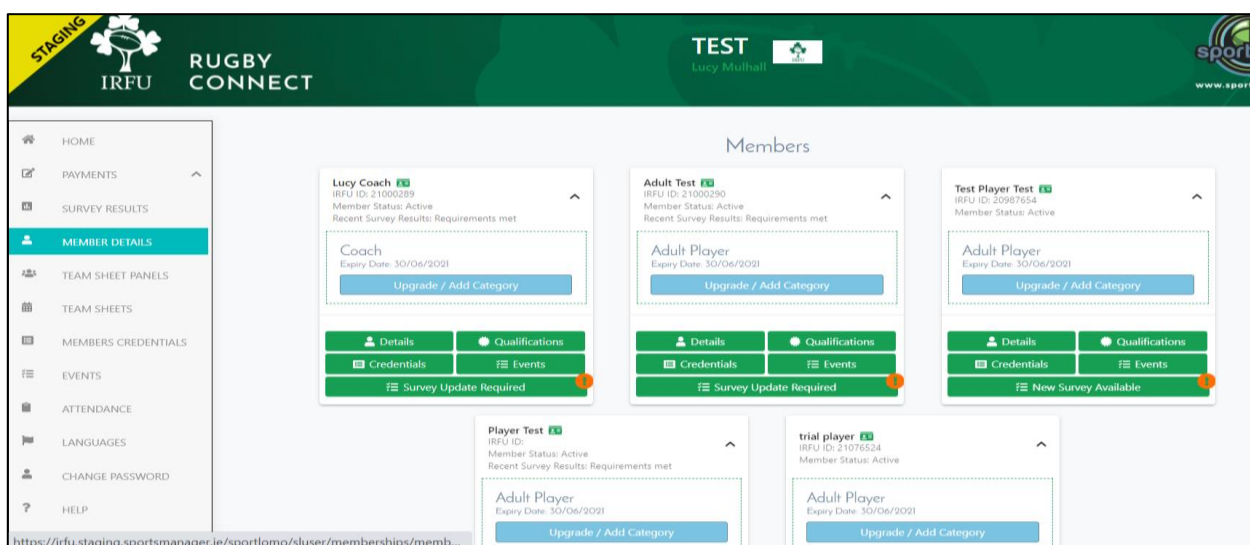 STAGING
IRFU
RUGBY
CONNECT
TEST
Lucy Mulhall
www.spor
HOME
PAYMENTS
SURVEY RESULTS
MEMBER DETAILS
TEAM SHEET PANELS
TEAM SHEETS
MEMBERS CREDENTIALS
EVENTS
ATTENDANCE
LANGUAGES
CHANGE PASSWORD
HELP
https://irfu.staging.sportsmanager.ie/sportlomo/sluser/memberships/memb...
Members
Lucy Coach
IRFU ID: 21000289
Member Status: Active
Recent Survey Results: Requirements met
Coach
Expiry Date: 30/06/2021
Upgrade / Add Category
Details
Qualifications
Credentials
Events
Survey Update Required
Adult Test
IRFU ID: 21000290
Member Status: Active
Recent Survey Results: Requirements met
Adult Player
Expiry Date: 30/06/2021
Upgrade / Add Category
Details
Qualifications
Credentials
Events
Survey Update Required
Test Player Test
IRFU ID: 20987654
Member Status: Active
Adult Player
Expiry Date: 30/06/2021
Upgrade / Add Category
Details
Qualifications
Credentials
Events
New Survey Available
Player Test
IRFU ID:
Member Status: Active
Recent Survey Results: Requirements met
Adult Player
Expiry Date: 30/06/2021
Upgrade / Add Category
trial player
IRFU ID: 21076524
Member Status: Active
Adult Player
Expiry Date: 30/06/2021
Upgrade / Add Category